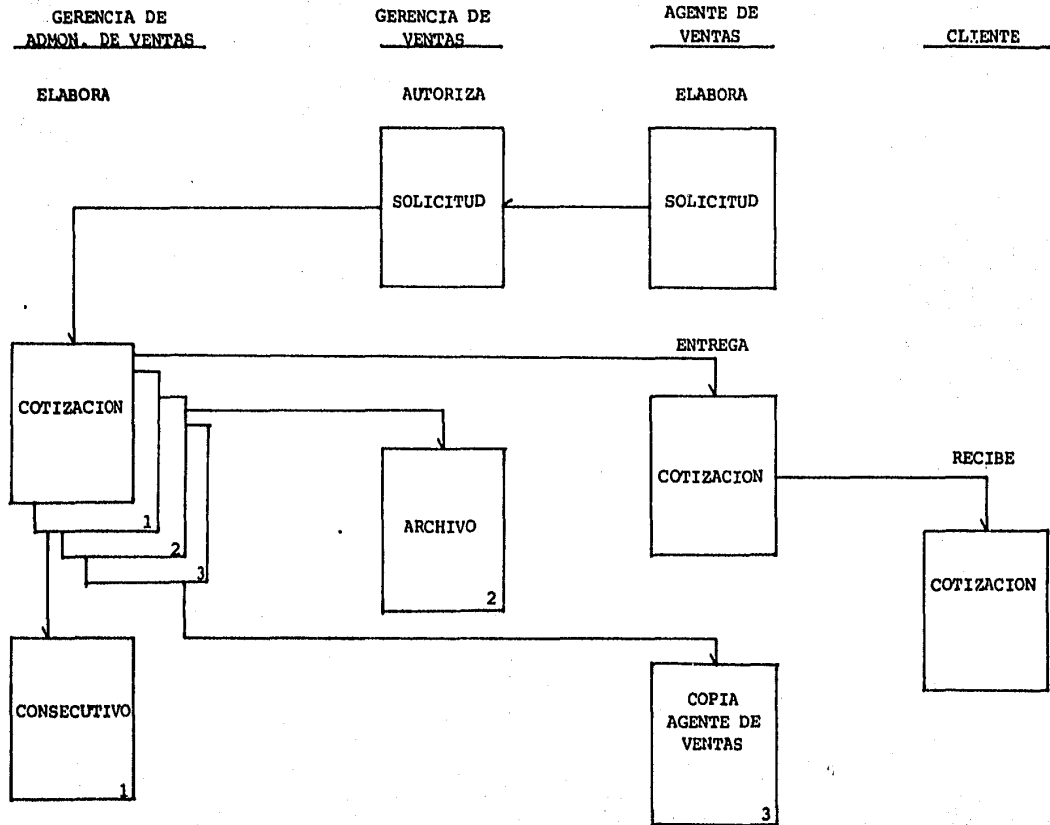 GERENCIA DE
ADMON. DE VENTAS
GERENCIA DE
VENTAS
AGENTE DE
VENTAS
CLIENTE
ELABORA
AUTORIZA
ELABORA
SOLICITUD
SOLICITUD
ENTREGA
COTIZACION
1
2
3
ARCHIVO
2
COTIZACION
RECIBE
COTIZACION
CONSECUTIVO
1
COPIA
AGENTE DE
VENTAS
3